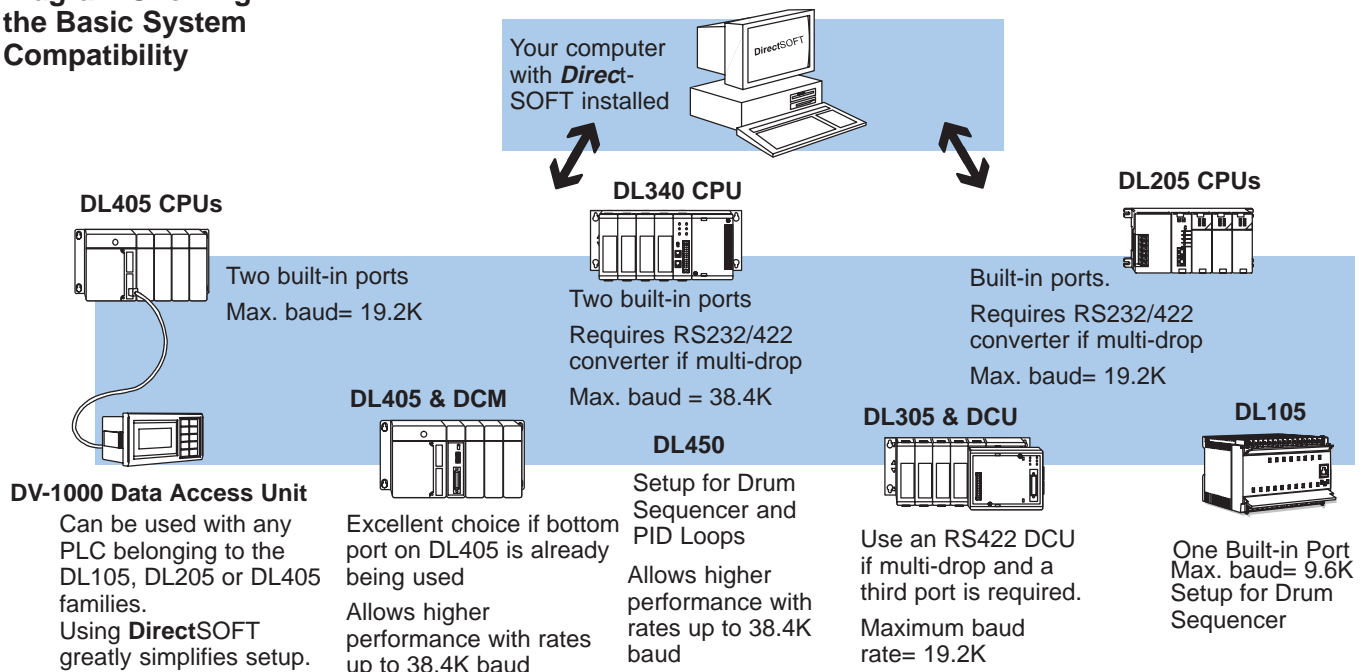 the Basic System
Compatibility
Your computer
with Direct-
SOFT installed
DirectSOFT
DL405 CPUs
Two built-in ports
Max. baud= 19.2K
DL340 CPU
Two built-in ports
Requires RS232/422
converter if multi-drop
Max. baud = 38.4K
DL205 CPUs
Built-in ports.
Requires RS232/422
converter if multi-drop
Max. baud= 19.2K
DV-1000 Data Access Unit
Can be used with any
PLC belonging to the
DL105, DL205 or DL405
families.
Using DirectSOFT
greatly simplifies setup.
DL405 & DCM
Excellent choice if bottom
port on DL405 is already
being used
Allows higher
performance with rates
up to 38.4K baud
DL450
Setup for Drum
Sequencer and
PID Loops
Allows higher
performance with
rates up to 38.4K
baud
DL305 & DCU
Use an RS422 DCU
if multi-drop and a
third port is required.
Maximum baud
rate= 19.2K
DL105
One Built-in Port
Max. baud= 9.6K
Setup for Drum
Sequencer